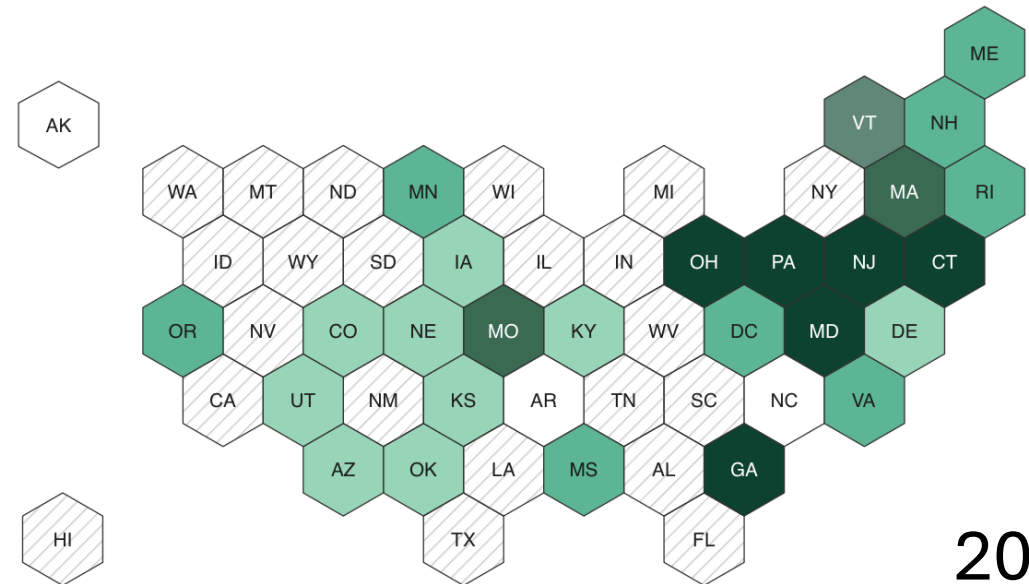 ME
AK VT NH
WA MT ND MN WI MI NY MA RI
ID WY SD IA IL IN OH PA NJ CT
OR NV CO NE MO KY WV DC MD DE
CA UT NM KS AR TN SC NC VA
AZ OK LA MS AL GA
HI TX FL
20